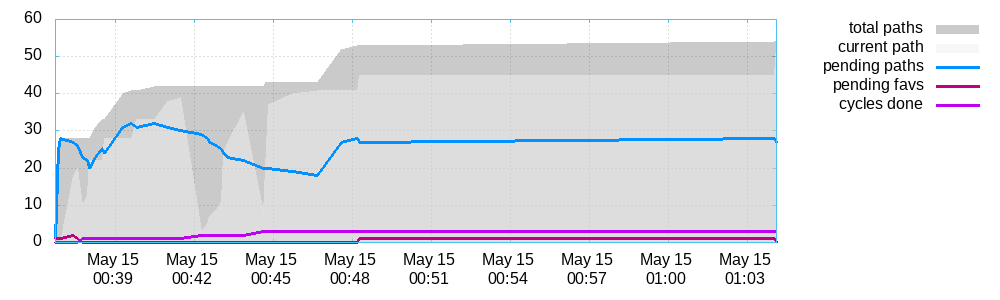 60
50
40
30
20
10
0
May 15 May 15 May 15 May 15 May 15 May 15 May 15 May 15 May 15
00:39 00:42 00:45 00:48 00:51 00:54 00:57 01:00 01:03
total paths
current path
pending paths
pending favs
cycles done